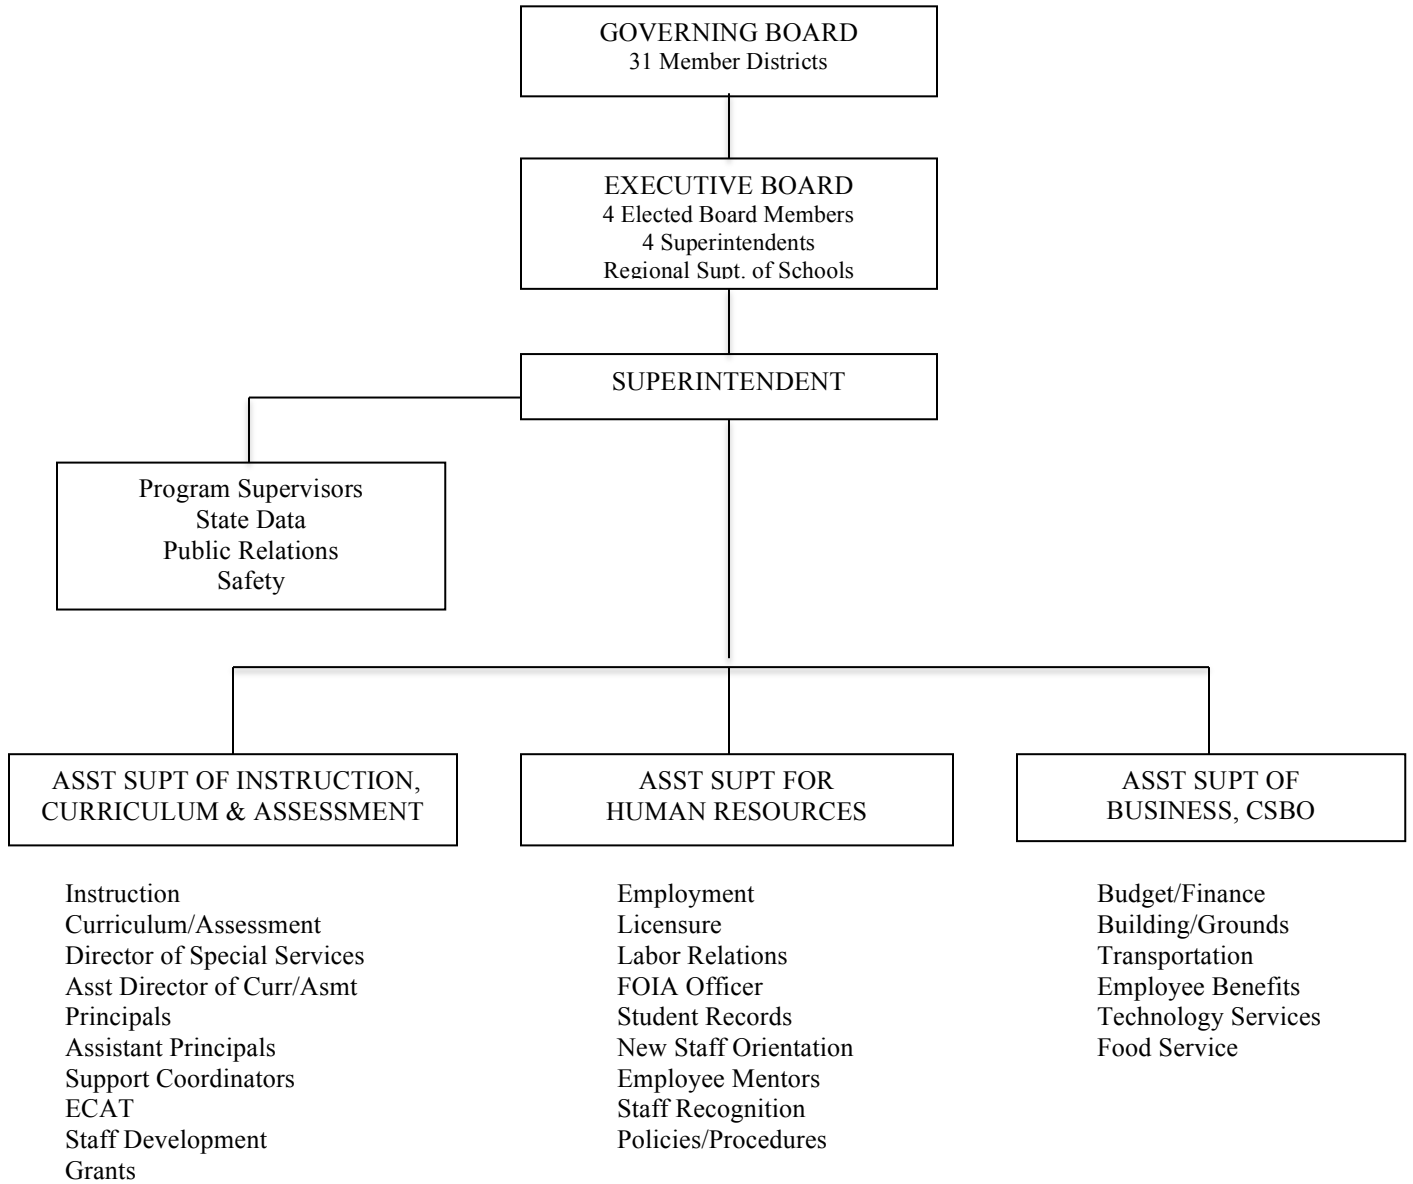 GOVERNING BOARD
31 Member Districts
EXECUTIVE BOARD
4 Elected Board Members
4 Superintendents
Regional Supt. of Schools
SUPERINTENDENT
Program Supervisors
State Data
Public Relations
Safety
ASST SUPT OF INSTRUCTION,
CURRICULUM & ASSESSMENT
Instruction
Curriculum/Assessment
Director of Special Services
Asst Director of Curr/Asmt
Principals
Assistant Principals
Support Coordinators
ECAT
Staff Development
Grants
ASST SUPT FOR
HUMAN RESOURCES
Employment
Licensure
Labor Relations
FOIA Officer
Student Records
New Staff Orientation
Employee Mentors
Staff Recognition
Policies/Procedures
ASST SUPT OF
BUSINESS, CSBO
Budget/Finance
Building/Grounds
Transportation
Employee Benefits
Technology Services
Food Service